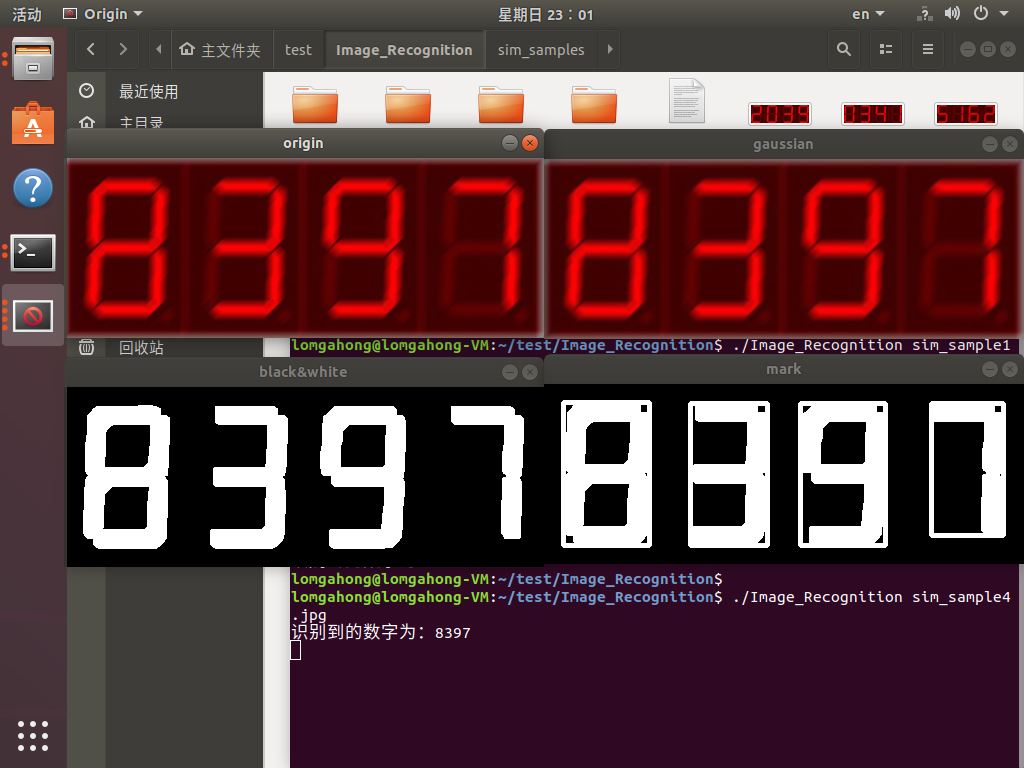 活动 Origin 星期日 23：01 en
主文件夹 test Image_Recognition sim_samples
最近使用
主目录
2039 1341 5162
origin
gaussian
8397
8397
回收站
lomgahong@lomgahong-VM:~/test/Image_Recognition$ ./Image_Recognition sim_sample1
black&white
mark
8397
8397
lomgahong@lomgahong-VM:~/test/Image_Recognition$
lomgahong@lomgahong-VM:~/test/Image_Recognition$ ./Image_Recognition sim_sample4
.jpg
识别到的数字为: 8397